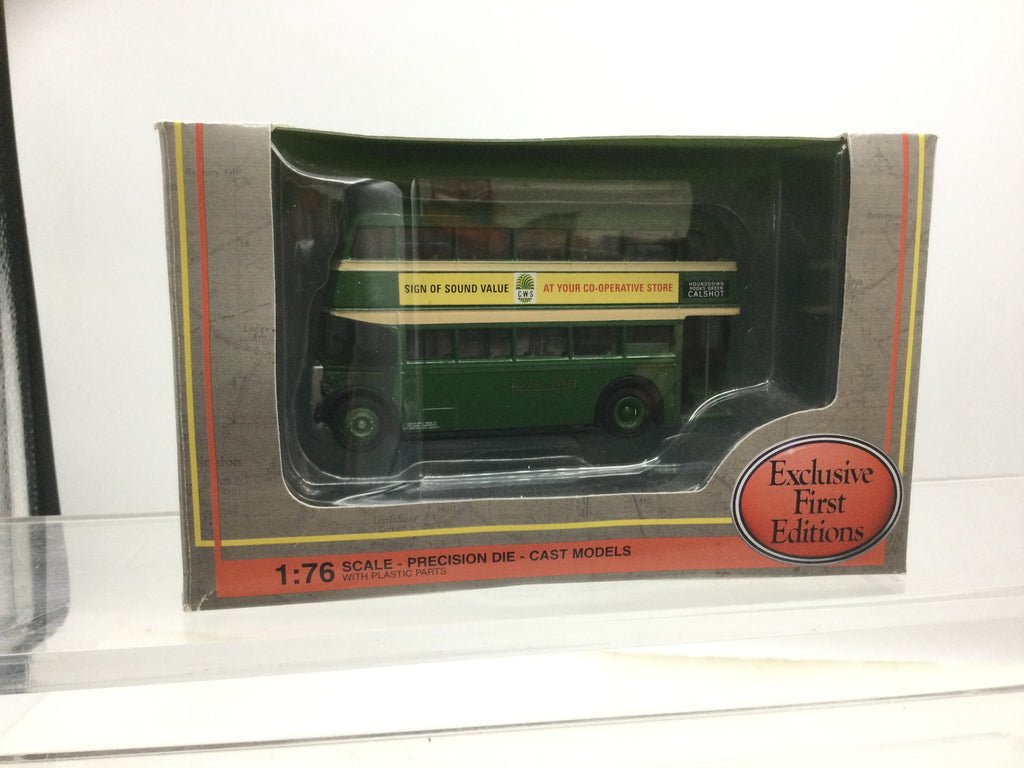 SIGN OF SOUND VALUE CWS AT YOUR CO-OPERATIVE STORE
HOUNSDOWN
POOKS GREEN
CALSHOT
Exclusive
First
Editions
1:76 SCALE - PRECISION DIE - CAST MODELS
WITH PLASTIC PARTS